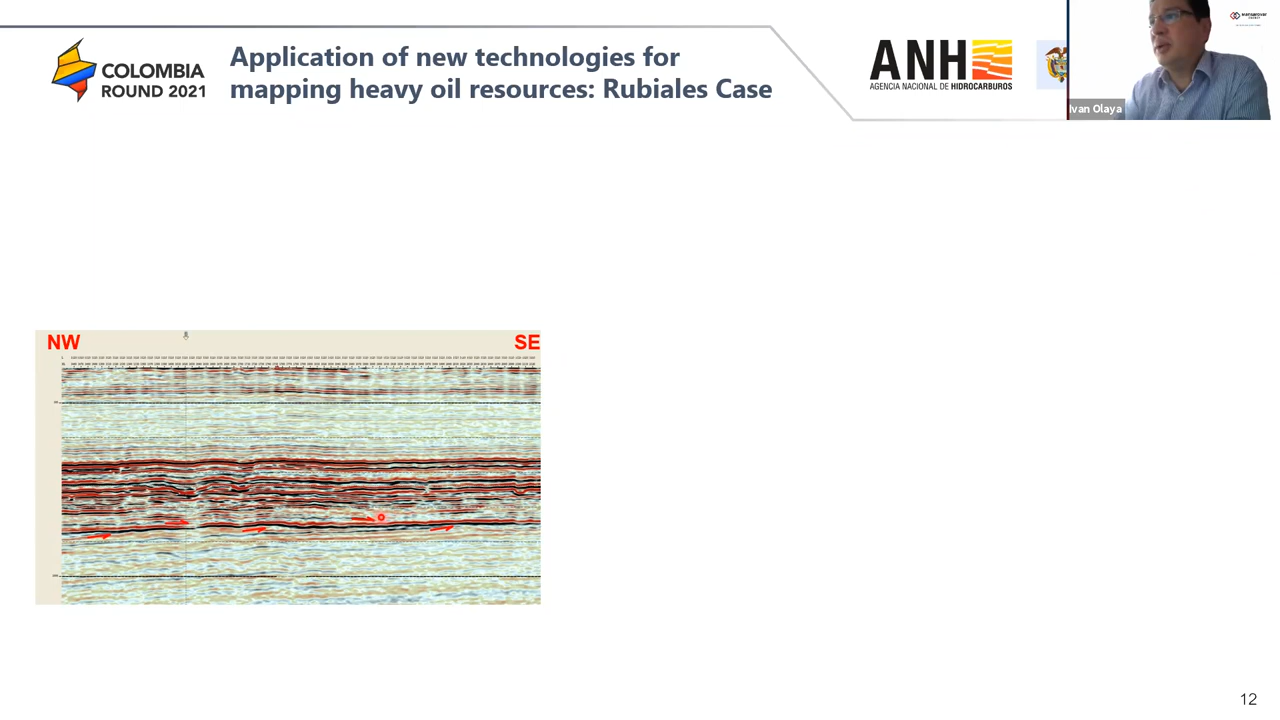 COLOMBIA
ROUND 2021
Application of new technologies for
mapping heavy oil resources: Rubiales Case
ANH
AGENCIA NACIONAL DE HIDROCARBUROS
Ivan Olaya
NW
SE
12